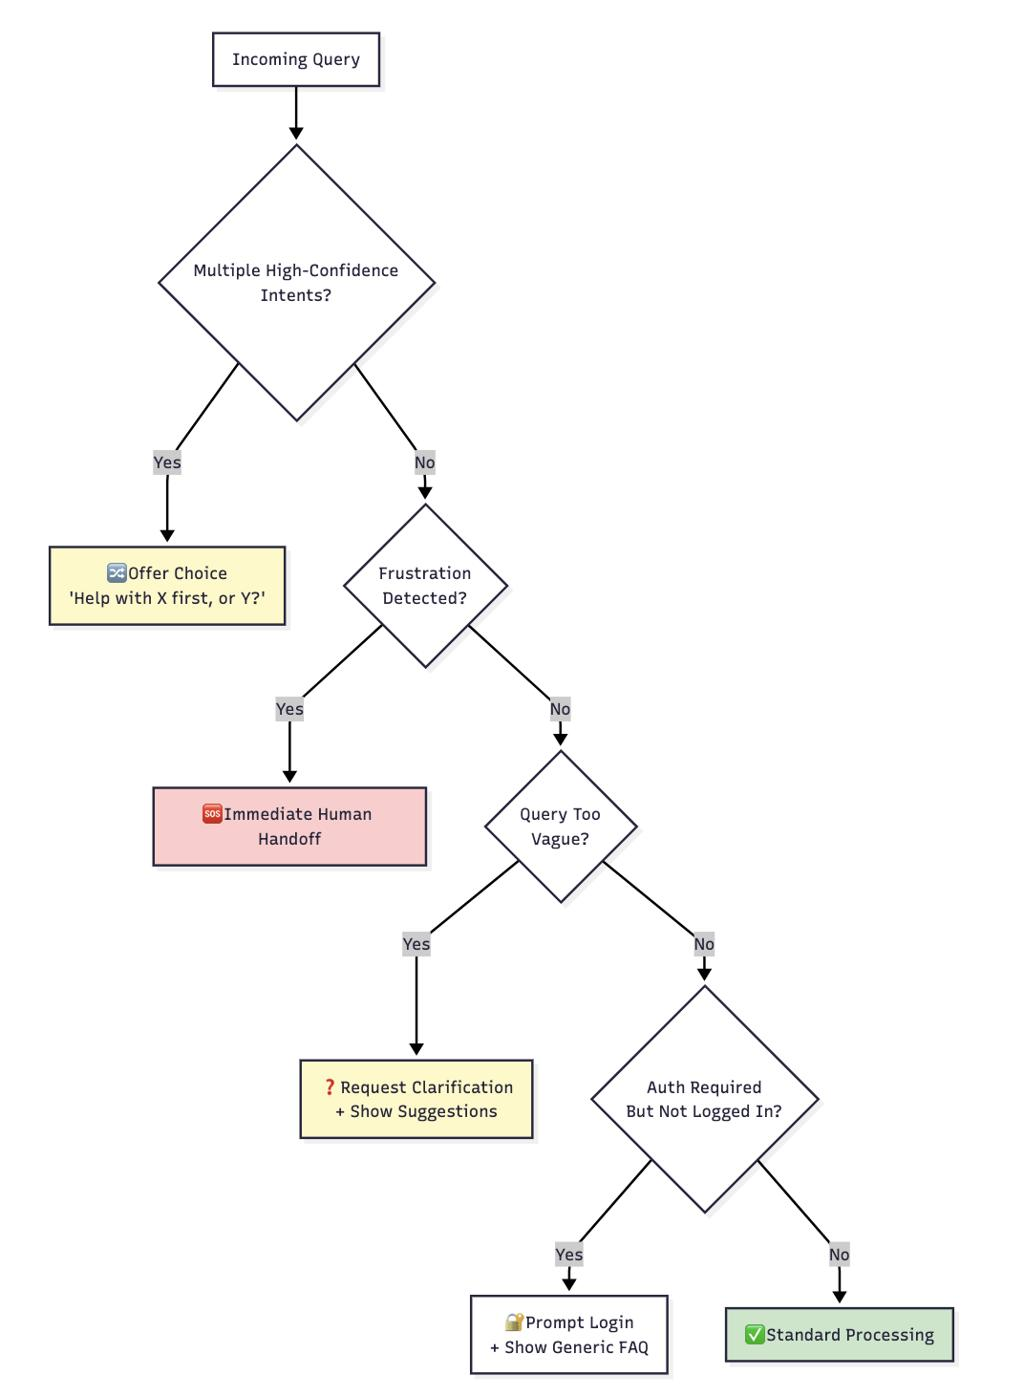 Incoming Query
Multiple High-Confidence
Intents?
Yes
No
🔀Offer Choice
'Help with X first, or Y?'
Frustration
Detected?
Yes
No
🆘Immediate Human
Handoff
Query Too
Vague?
Yes
No
❓Request Clarification
+ Show Suggestions
Auth Required
But Not Logged In?
Yes
No
🔐Prompt Login
+ Show Generic FAQ
✅Standard Processing